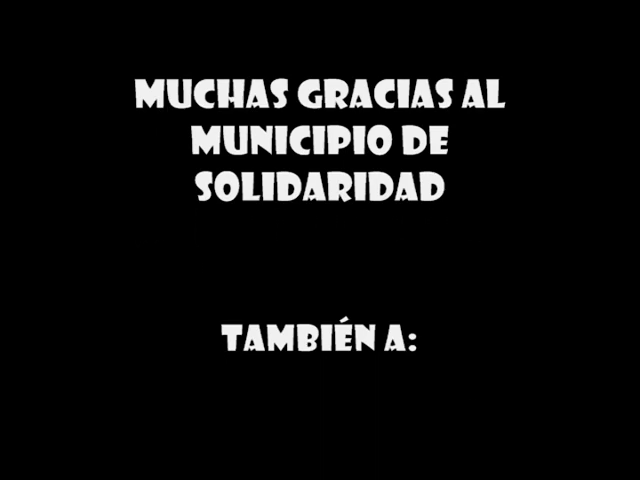 MUCHAS GRACIAS AL
MUNICIPIO DE
SOLIDARIDAD
TAMBIÉN A: